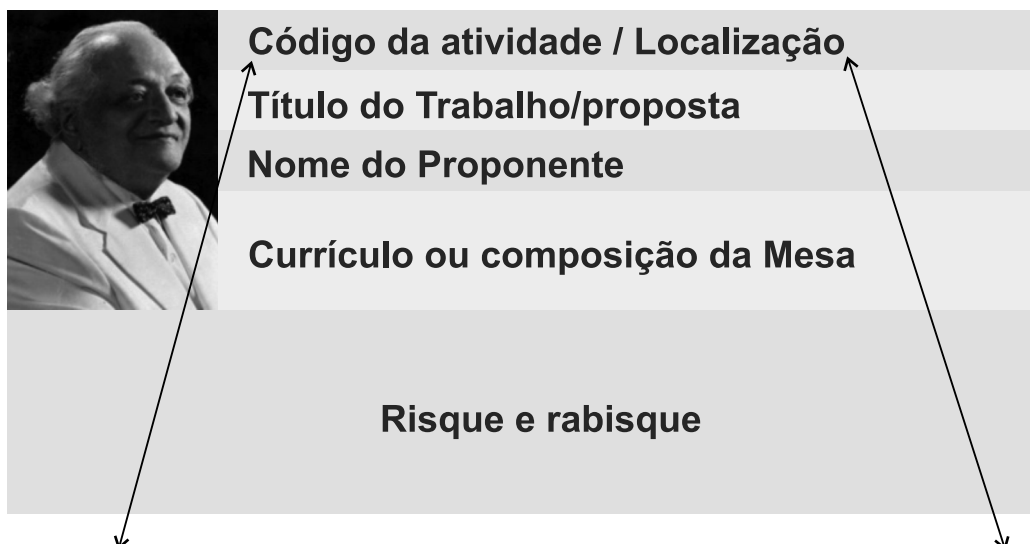 Código da atividade / Localização
Título do Trabalho/proposta
Nome do Proponente
Currículo ou composição da Mesa
Risque e rabisque